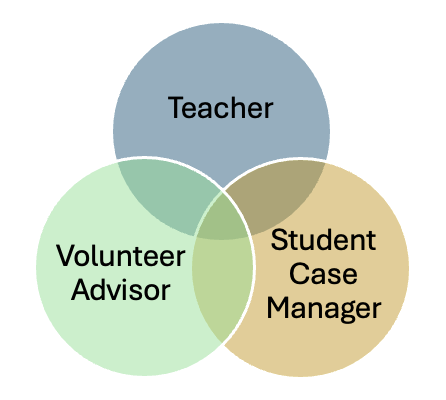 Teacher
Volunteer
Advisor
Student
Case
Manager